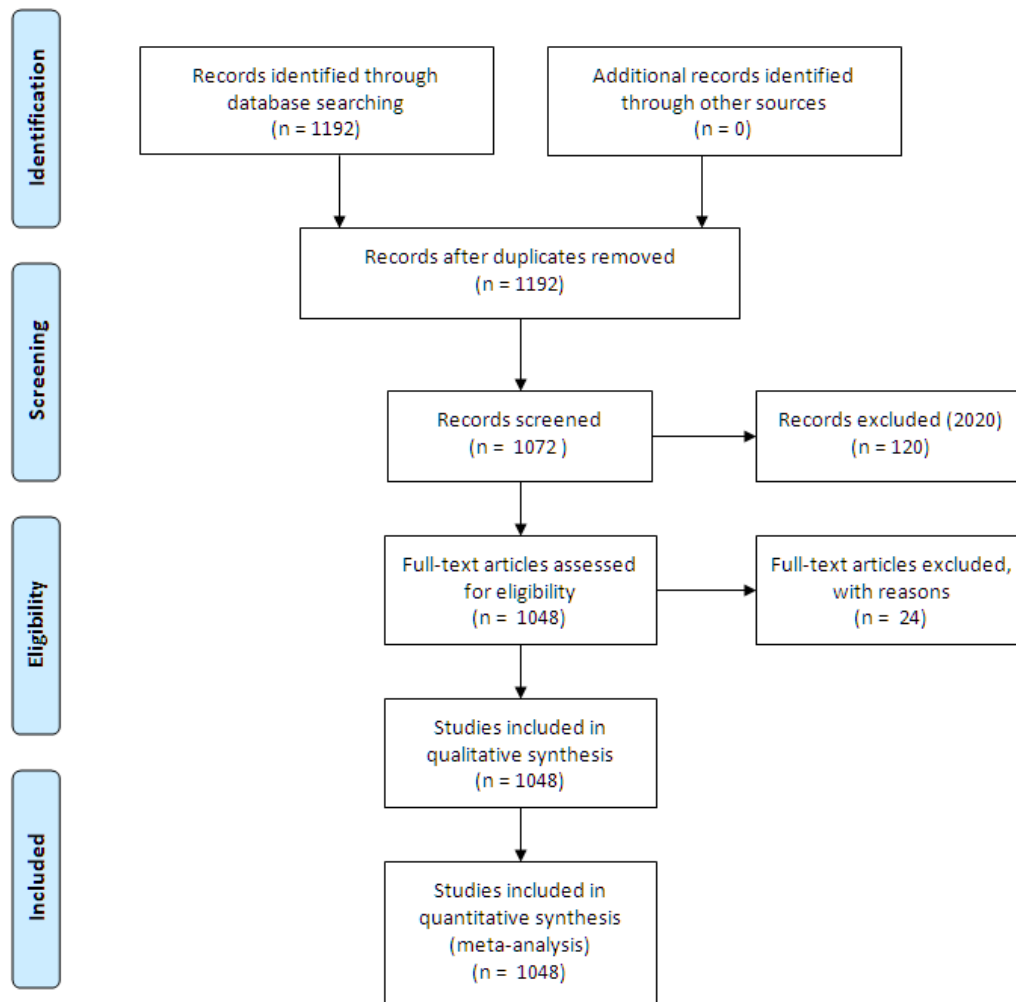 Identification
Records identified through
database searching
(n = 1192)
Additional records identified
through other sources
(n = 0)
Records after duplicates removed
(n = 1192)
Screening
Records screened
(n = 1072 )
Records excluded (2020)
(n = 120)
Eligibility
Full-text articles assessed
for eligibility
(n = 1048)
Full-text articles excluded,
with reasons
(n = 24)
Studies included in
qualitative synthesis
(n = 1048)
Included
Studies included in
quantitative synthesis
(meta-analysis)
(n = 1048)